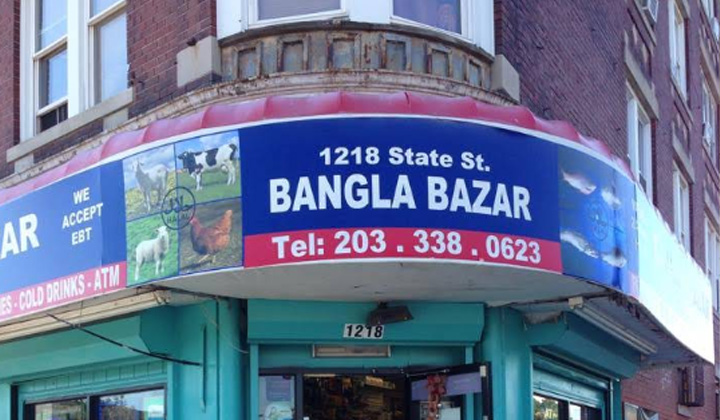 AR
WE
ACCEPT
EBT
ES - COLD DRINKS - ATM
1218 State St.
BANGLA BAZAR
Tel: 203 . 338 . 0623
1218